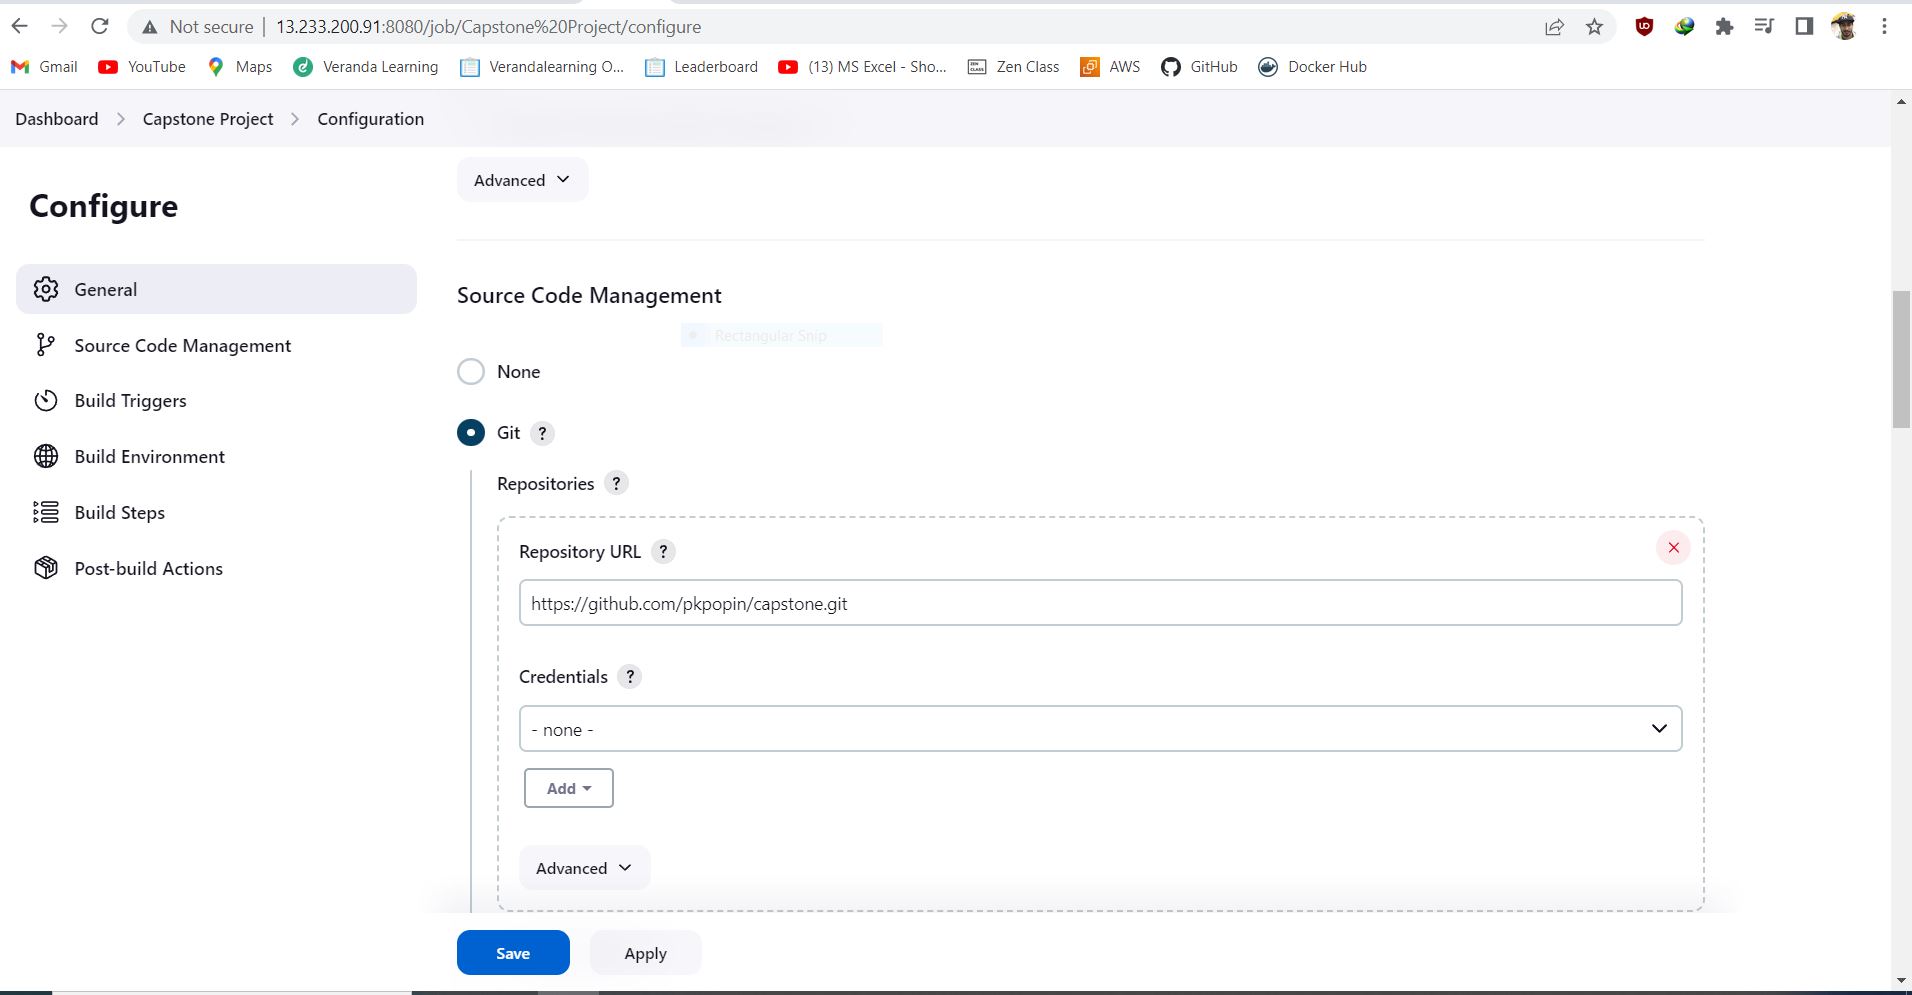 Not secure | 13.233.200.91:8080/job/Capstone%20Project/configure
Gmail YouTube Maps Veranda Learning Verandalearning O... Leaderboard (13) MS Excel - Sho... Zen Class AWS GitHub Docker Hub
Dashboard > Capstone Project > Configuration
Advanced
Configure
General
Source Code Management
Build Triggers
Build Environment
Build Steps
Post-build Actions
Source Code Management
Rectangular Snip
None
Git ?
Repositories ?
Repository URL ?
https://github.com/pkpopin/capstone.git
Credentials ?
- none -
Add
Advanced
Save Apply